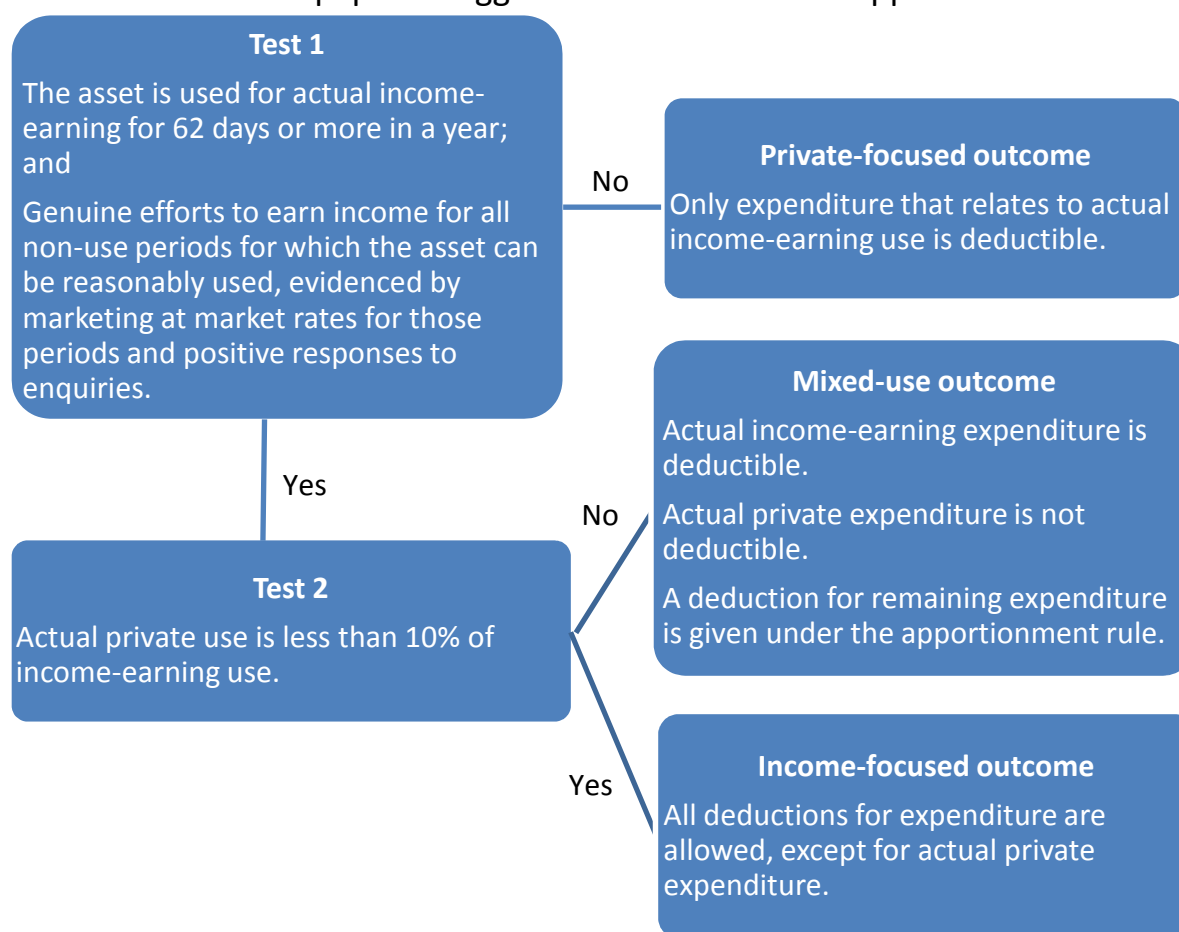 Test 1
The asset is used for actual income-
earning for 62 days or more in a year;
and
Genuine efforts to earn income for all
non-use periods for which the asset can
be reasonably used, evidenced by
marketing at market rates for those
periods and positive responses to
enquiries.
No
Private-focused outcome
Only expenditure that relates to actual
income-earning use is deductible.
Yes
Test 2
Actual private use is less than 10% of
income-earning use.
No
Mixed-use outcome
Actual income-earning expenditure is
deductible.
Actual private expenditure is not
deductible.
A deduction for remaining expenditure
is given under the apportionment rule.
Yes
Income-focused outcome
All deductions for expenditure are
allowed, except for actual private
expenditure.